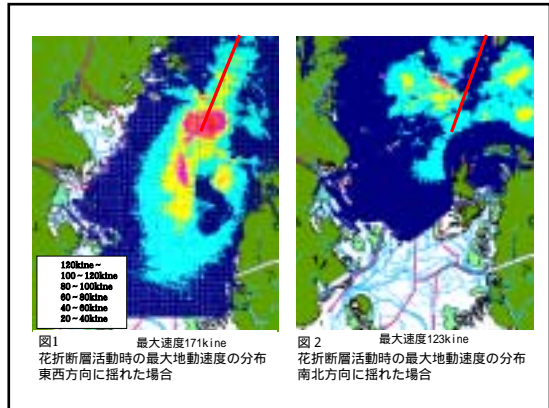 120kine~
100~120kine
80~100kine
60~80kine
40~60kine
20~40kine
図1
最大速度171kine
花折断層活動時の最大地動速度の分布
東西方向に揺れた場合
図2
最大速度123kine
花折断層活動時の最大地動速度の分布
南北方向に揺れた場合